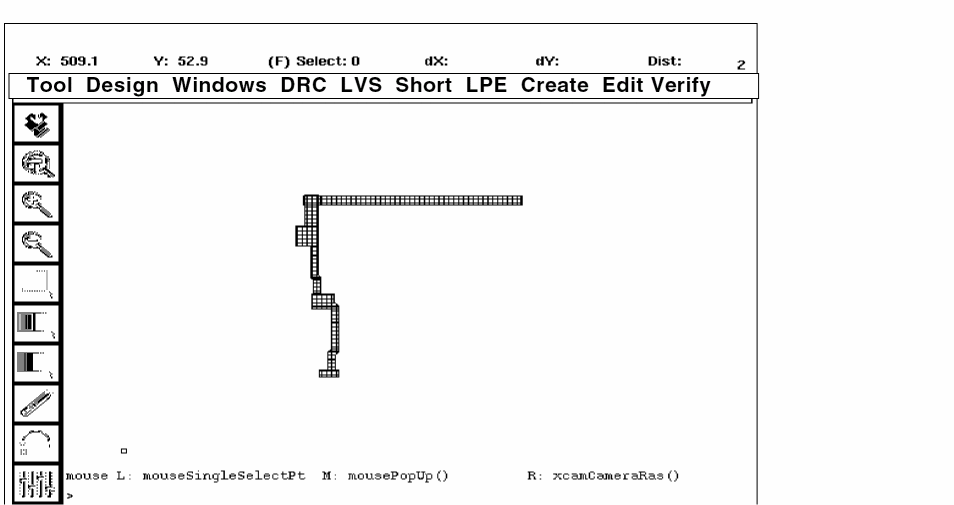 X: 509.1 Y: 52.9 (F) Select: 0 dX: dY: Dist: 2
Tool Design Windows DRC LVS Short LPE Create Edit Verify
mouse L: mouseSingleSelectPt M: mousePopUp() R: xcamCameraRas()
>